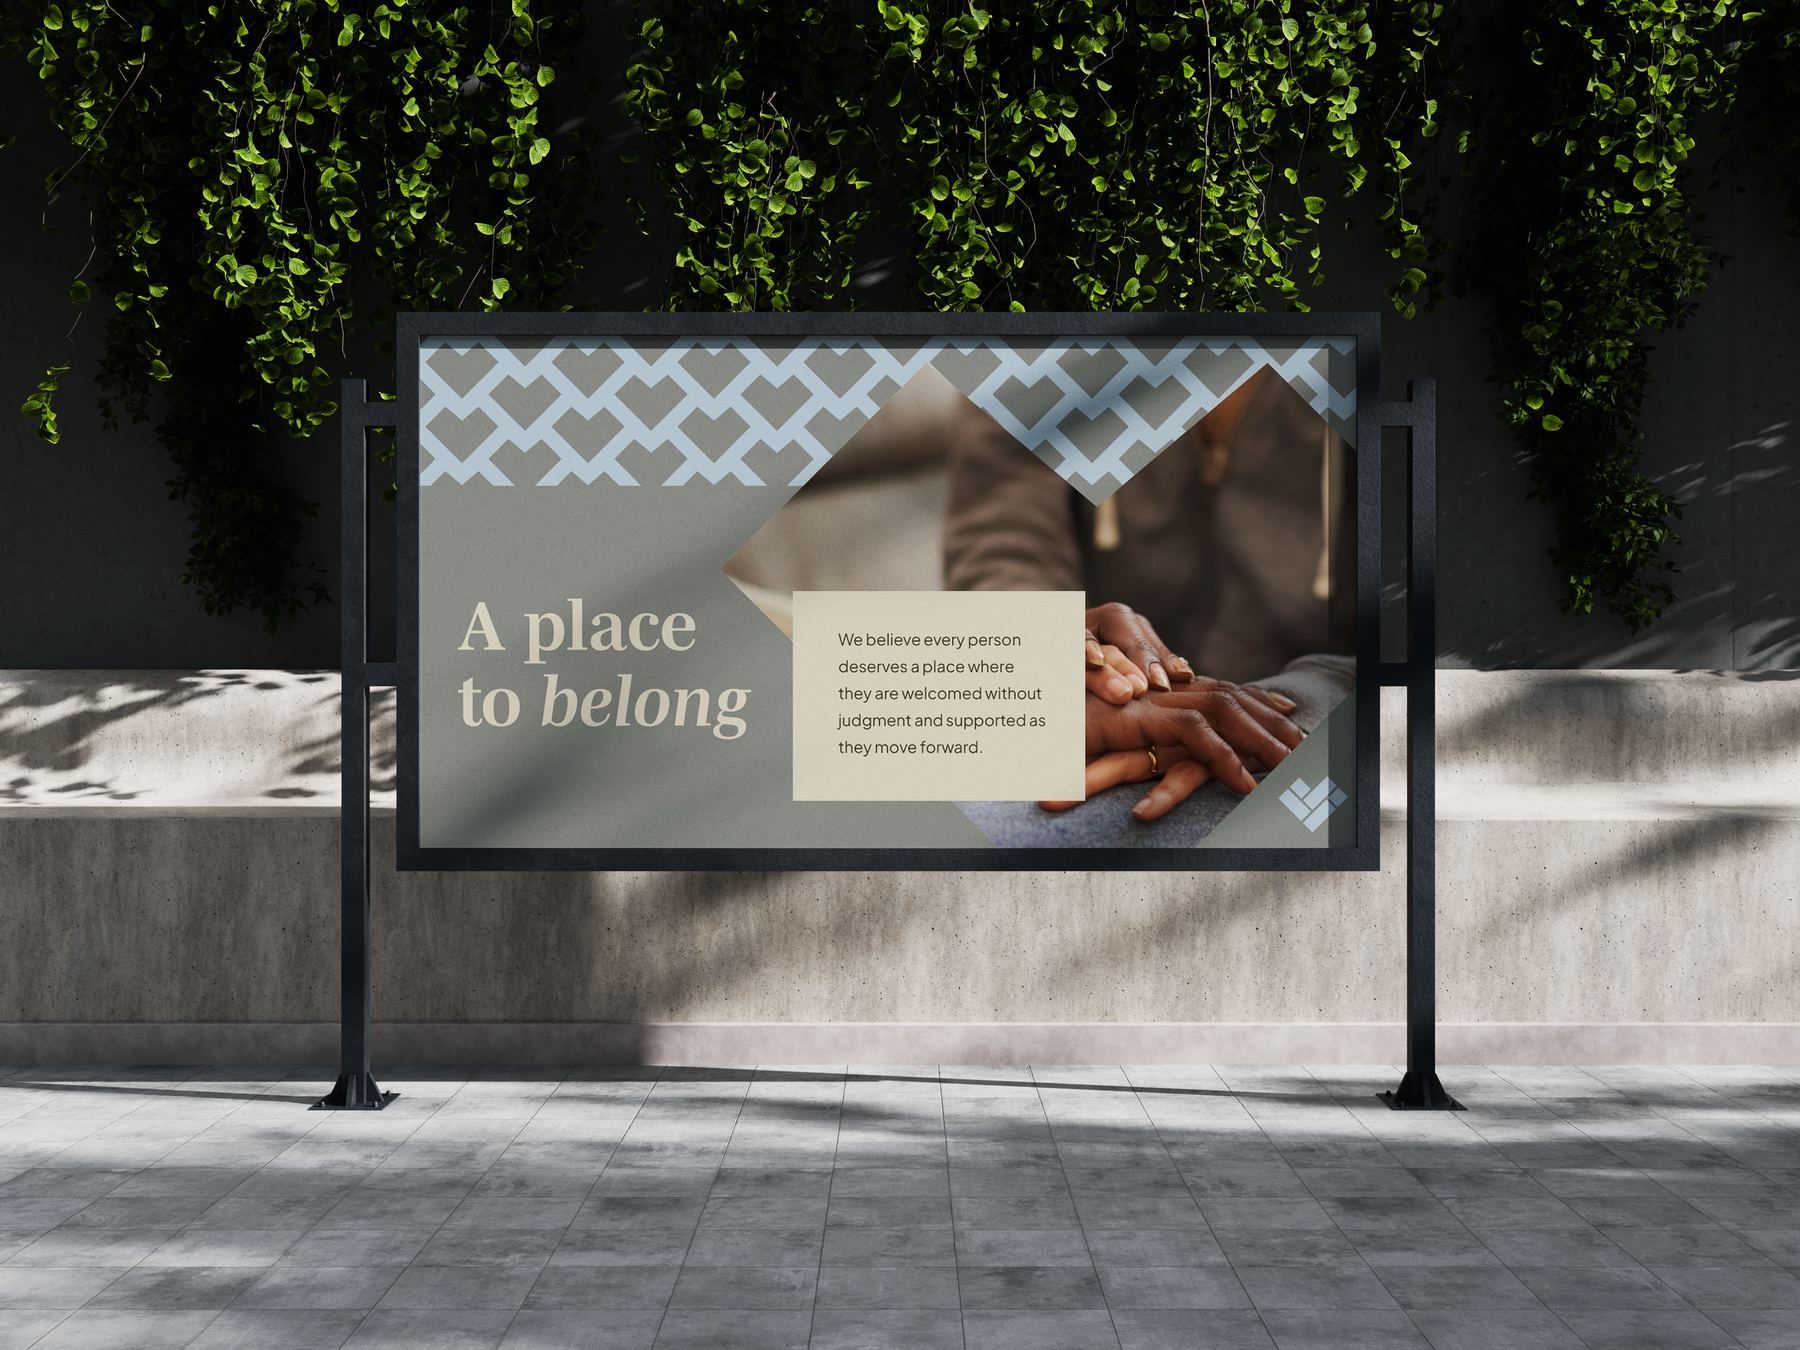 A place
to belong
We believe every person
deserves a place where
they are welcomed without
judgment and supported as
they move forward.